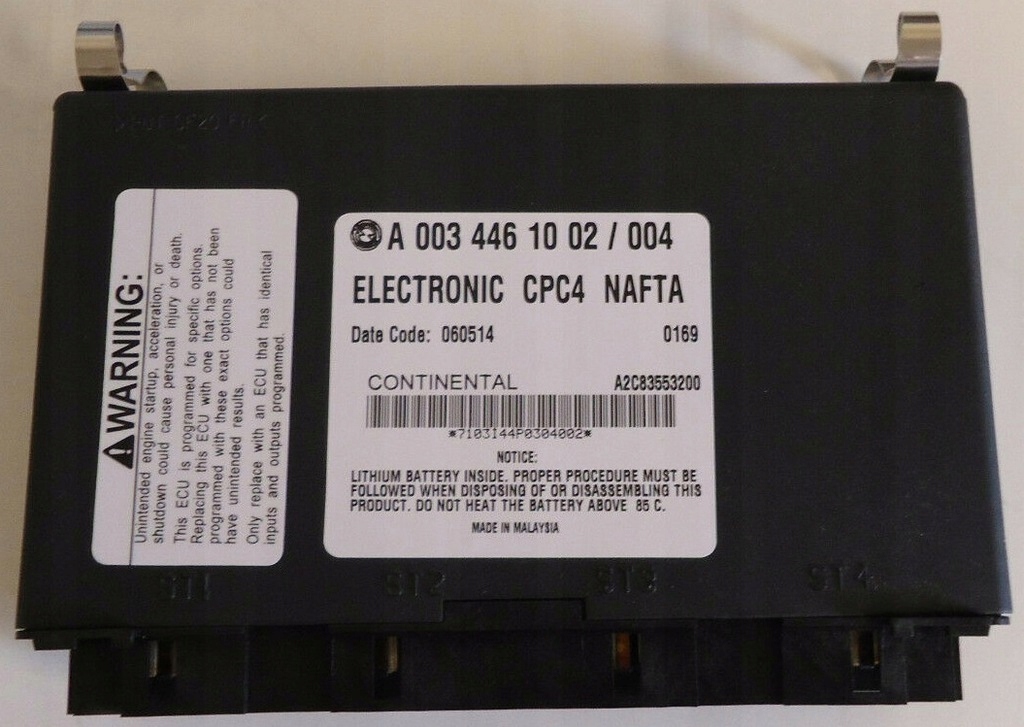 WARNING:
Unintended engine startup, acceleration, or
shutdown could cause personal injury or death.
This ECU is programmed for specific options.
Replacing this ECU with one that has not been
programmed with these exact options could
have unintended results.
Only replace with an ECU that has identical
inputs and outputs programmed.
A 003 446 10 02 / 004
ELECTRONIC CPC4 NAFTA
Date Code: 060514 0169
CONTINENTAL A2C83553200
*7103I44P0304002*
NOTICE:
LITHIUM BATTERY INSIDE. PROPER PROCEDURE MUST BE
FOLLOWED WHEN DISPOSING OF OR DISASSEMBLING THIS
PRODUCT. DO NOT HEAT THE BATTERY ABOVE 85 C.
MADE IN MALAYSIA
ST1 ST2 ST3 ST4